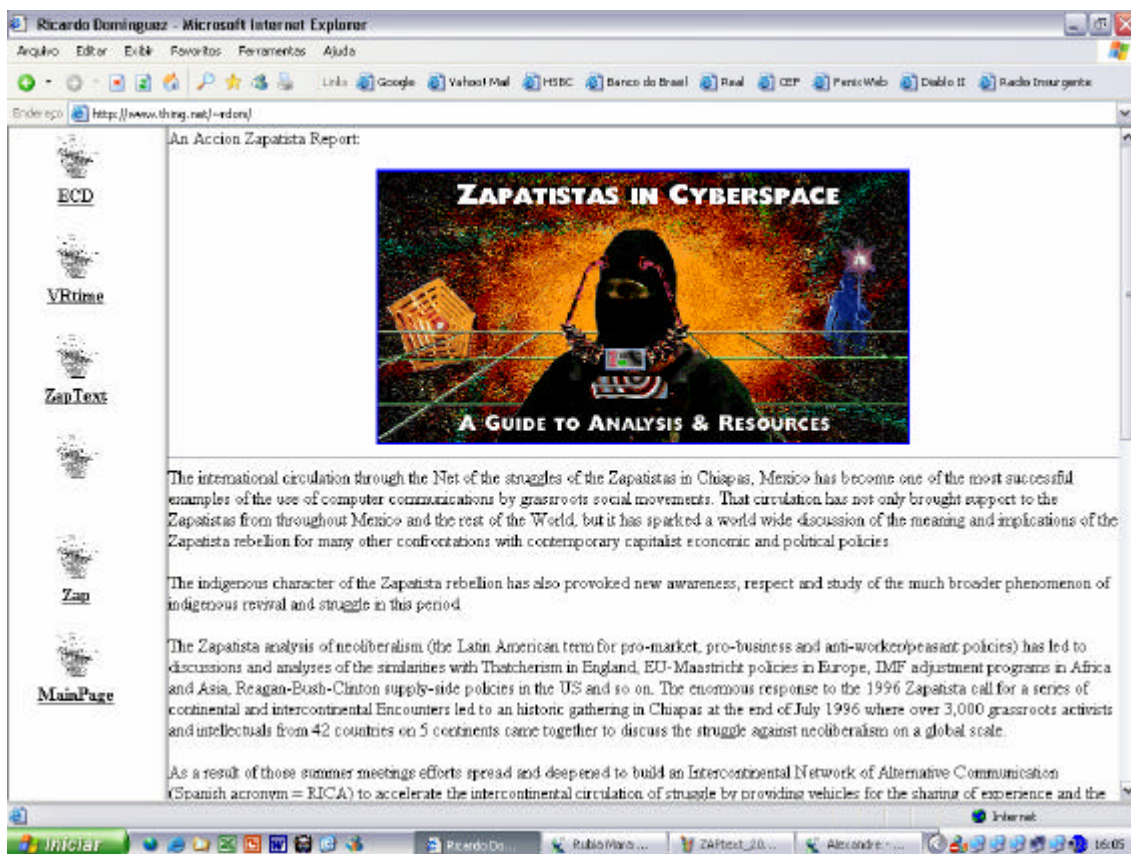 Ricardo Dominguez - Microsoft Internet Explorer
Arquivo Editar Exibir Favoritos Ferramentas Ajuda
Links Google Yahoo! Mail HSBC Banco do Brasil Real CEP Diablo II Radio Insurgente
Endereço http://www.thing.net/~rdom/
An Accion Zapatista Report:
ZAPATISTAS IN CYBERSPACE
A GUIDE TO ANALYSIS & RESOURCES
ECD
VRtime
ZapText
Zap
MainPage
The international circulation through the Net of the struggles of the Zapatistas in Chiapas, Mexico has become one of the most successful
examples of the use of computer communications by grassroots social movements. That circulation has not only brought support to the
Zapatistas from throughout Mexico and the rest of the World, but it has sparked a world wide discussion of the meaning and implications of the
Zapatista rebellion for many other confrontations with contemporary capitalist economic and political policies.
The indigenous character of the Zapatista rebellion has also provoked new awareness, respect and study of the much broader phenomenon of
indigenous revival and struggle in this period.
The Zapatista analysis of neoliberalism (the Latin American term for pro-market, pro-business and anti-worker/peasant policies) has led to
discussions and analyses of the similarities with Thatcherism in England, EU-Maastricht policies in Europe, IMF adjustment programs in Africa
and Asia, Reagan-Bush-Clinton supply-side policies in the US and so on. The enormous response to the 1996 Zapatista call for a series of
continental and intercontinental Encounters led to an historic gathering in Chiapas at the end of July 1996 where over 3,000 grassroots activists
and intellectuals from 42 countries on 5 continents came together to discuss the struggle against neoliberalism on a global scale.
As a result of those summer meetings efforts spread and deepened to build an Intercontinental Network of Alternative Communication
(Spanish acronym = RICA) to accelerate the intercontinental circulation of struggle by providing vehicles for the sharing of experience and the
Internet
Iniciar Ricardo Do... Rubia Mara ... ZAPtext_20... Alexandre - ... 16:05